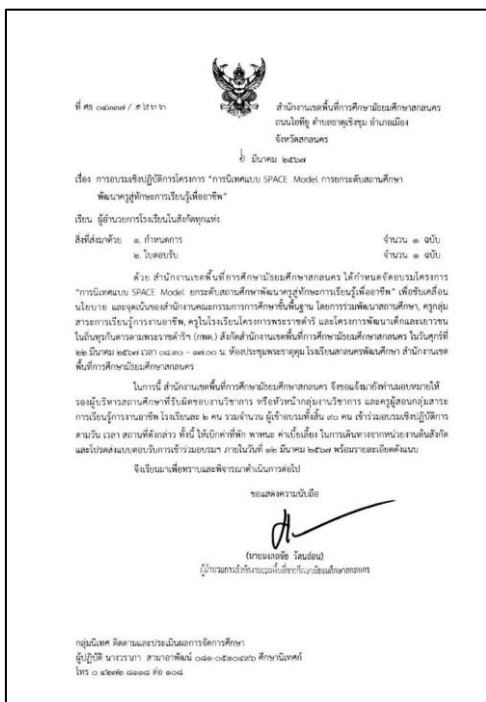 ที่ ศธ ๐๔๓๓๗ /
สำนักงานเขตพื้นที่การศึกษามัธยมศึกษาสกลนคร
ถนนไอทียู ตำบลธาตุเชิงชุม อำเภอเมือง
จังหวัดสกลนคร
มีนาคม ๒๕๖๗
เรื่อง การอบรมเชิงปฏิบัติการโครงการ “การนิเทศแบบ SPACE Model การยกระดับสถานศึกษา
พัฒนาครูสู่ทักษะการเรียนรู้เพื่ออาชีพ”
เรียน ผู้อำนวยการโรงเรียนในสังกัดทุกแห่ง
สิ่งที่ส่งมาด้วย ๑. กำหนดการ จำนวน ๑ ฉบับ
๒. ใบตอบรับ จำนวน ๑ ฉบับ
ด้วย สำนักงานเขตพื้นที่การศึกษามัธยมศึกษาสกลนคร ได้กำหนดจัดอบรมโครงการ
“การนิเทศแบบ SPACE Model ยกระดับสถานศึกษาพัฒนาครูสู่ทักษะการเรียนรู้เพื่ออาชีพ” เพื่อขับเคลื่อน
นโยบาย และจุดเน้นของสำนักงานคณะกรรมการการศึกษาขั้นพื้นฐาน โดยการร่วมพัฒนาสถานศึกษา, ครูกลุ่ม
สาระการเรียนรู้การงานอาชีพ, ครูในโรงเรียนโครงการพระราชดำริ และโครงการพัฒนาเด็กและเยาวชน
ในถิ่นทุรกันดารตามพระราชดำริฯ (กพด.) สังกัดสำนักงานเขตพื้นที่การศึกษามัธยมศึกษาสกลนคร ในวันศุกร์ที่
๒๒ มีนาคม ๒๕๖๗ เวลา ๐๘.๓๐ – ๑๗.๐๐ น. ห้องประชุมพระธาตุดุม โรงเรียนสกลนครพัฒนศึกษา สำนักงานเขต
พื้นที่การศึกษามัธยมศึกษาสกลนคร
ในการนี้ สำนักงานเขตพื้นที่การศึกษามัธยมศึกษาสกลนคร จึงขอแจ้งมายังท่านมอบหมายให้
รองผู้บริหารสถานศึกษาที่รับผิดชอบงานวิชาการ หรือหัวหน้ากลุ่มงานวิชาการ และครูผู้สอนกลุ่มสาระ
การเรียนรู้การงานอาชีพ โรงเรียนละ ๒ คน รวมจำนวน ผู้เข้าอบรมทั้งสิ้น ๙๐ คน เข้าร่วมอบรมเชิงปฏิบัติการ
ตามวัน เวลา สถานที่ดังกล่าว ทั้งนี้ ให้เบิกค่าที่พัก พาหนะ ค่าเบี้ยเลี้ยง ในการเดินทางจากหน่วยงานต้นสังกัด
และโปรดส่งแบบตอบรับการเข้าร่วมอบรมฯ ภายในวันที่ ๑๒ มีนาคม ๒๕๖๗ พร้อมรายละเอียดดังแนบ
จึงเรียนมาเพื่อทราบและพิจารณาดำเนินการต่อไป
ขอแสดงความนับถือ
ผู้อำนวยการสำนักงานเขตพื้นที่การศึกษามัธยมศึกษาสกลนคร
กลุ่มนิเทศ ติดตามและประเมินผลการจัดการศึกษา
ผู้ปฏิบัติ นางวราภา สามาอาพัฒน์ ๐๘๑-๐๕๑๐๔๙๖ ศึกษานิเทศก์
โทร ๐ ๔๒๗๒ ๘๑๑๘ ต่อ ๑๐๘